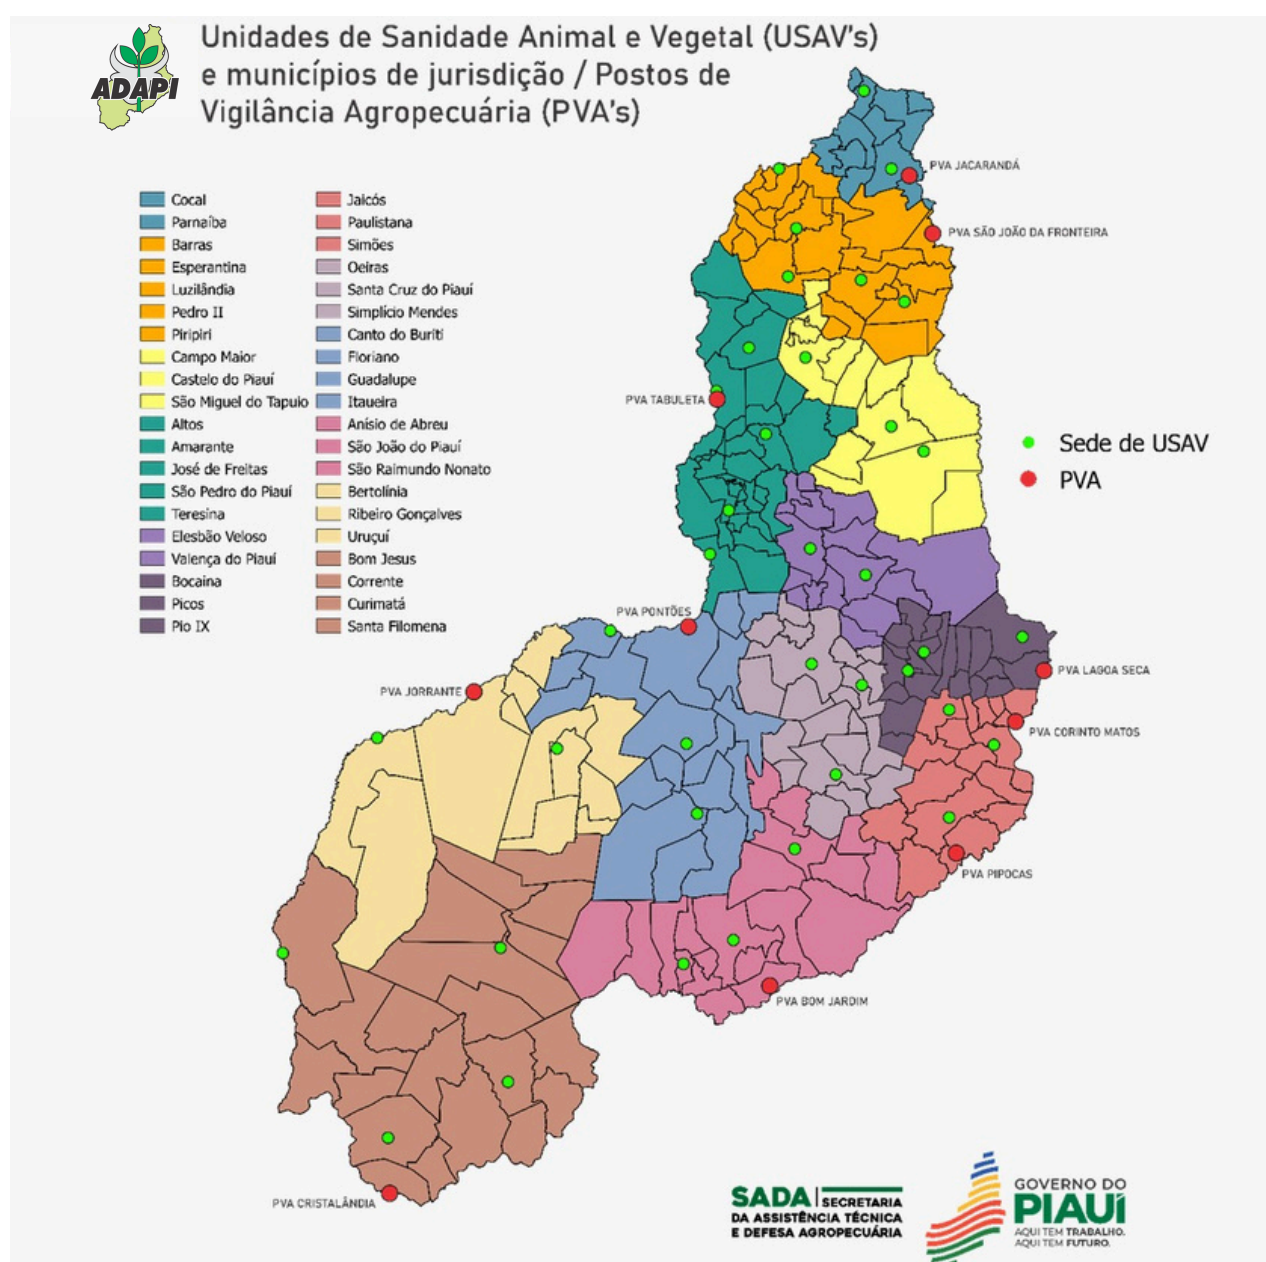 ADAPI
Unidades de Sanidade Animal e Vegetal (USAV's)
e municípios de jurisdição / Postos de
Vigilância Agropecuária (PVA's)
Cocal
Parnaíba
Barras
Esperantina
Luzilândia
Pedro II
Piripiri
Campo Maior
Castelo do Piauí
São Miguel do Tapuio
Altos
Amarante
José de Freitas
São Pedro do Piauí
Teresina
Elesbão Veloso
Valença do Piauí
Bocaina
Picos
Pio IX
Jaicós
Paulistana
Simões
Oeiras
Santa Cruz do Piauí
Simplício Mendes
Canto do Buriti
Floriano
Guadalupe
Itaueira
Anísio de Abreu
São João do Piauí
São Raimundo Nonato
Bertolínia
Ribeiro Gonçalves
Uruçuí
Bom Jesus
Corrente
Curimatá
Santa Filomena
PVA JACARANDÁ
PVA SÃO JOÃO DA FRONTEIRA
PVA TABULETA
Sede de USAV
PVA
PVA PONTÕES
PVA LAGOA SECA
PVA JORRANTE
PVA CORINTO MATOS
PVA PIPOCAS
PVA BOM JARDIM
PVA CRISTALÂNDIA
SADA SECRETARIA
DA ASSISTÊNCIA TÉCNICA
E DEFESA AGROPECUÁRIA
GOVERNO DO
PIAUÍ
AQUI TEM TRABALHO.
AQUI TEM FUTURO.